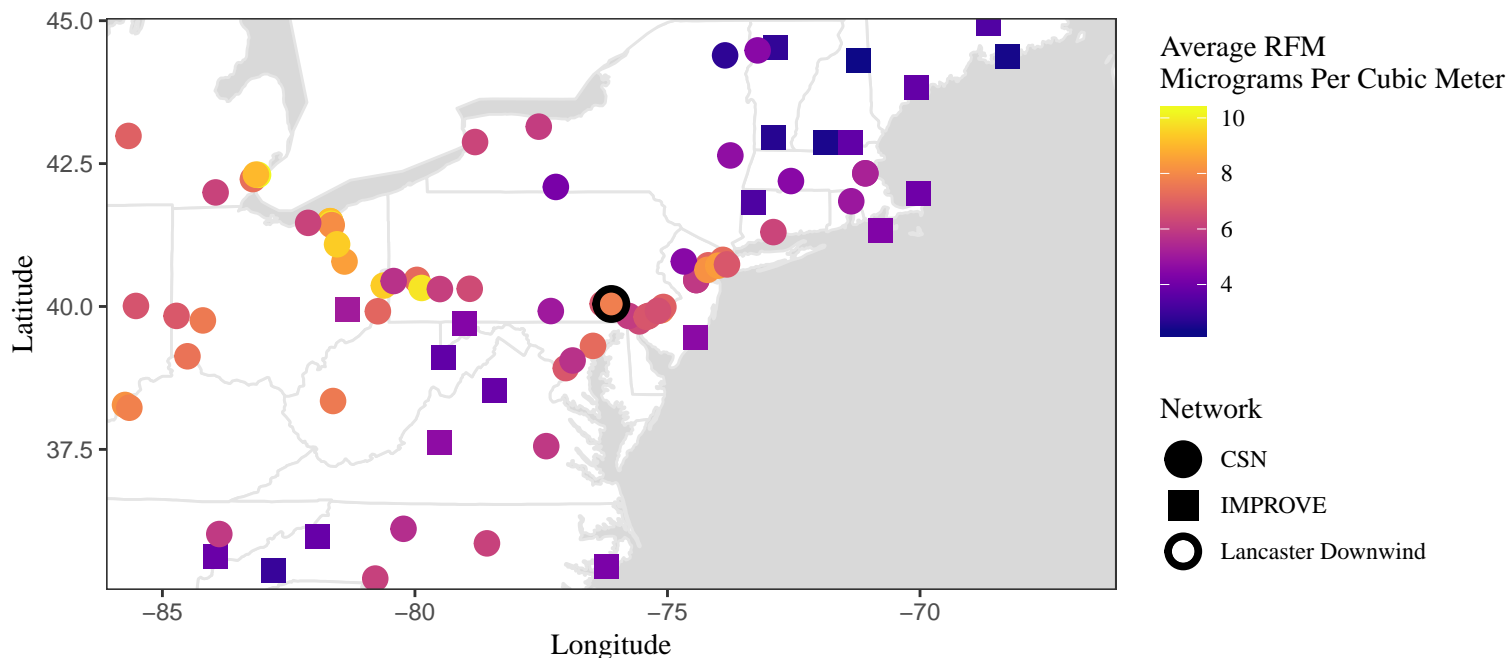 45.0
42.5
40.0
37.5
Latitude
−85
−80
−75
−70
Longitude
Average RFM
Micrograms Per Cubic Meter
10
8
6
4
Network
CSN
IMPROVE
Lancaster Downwind